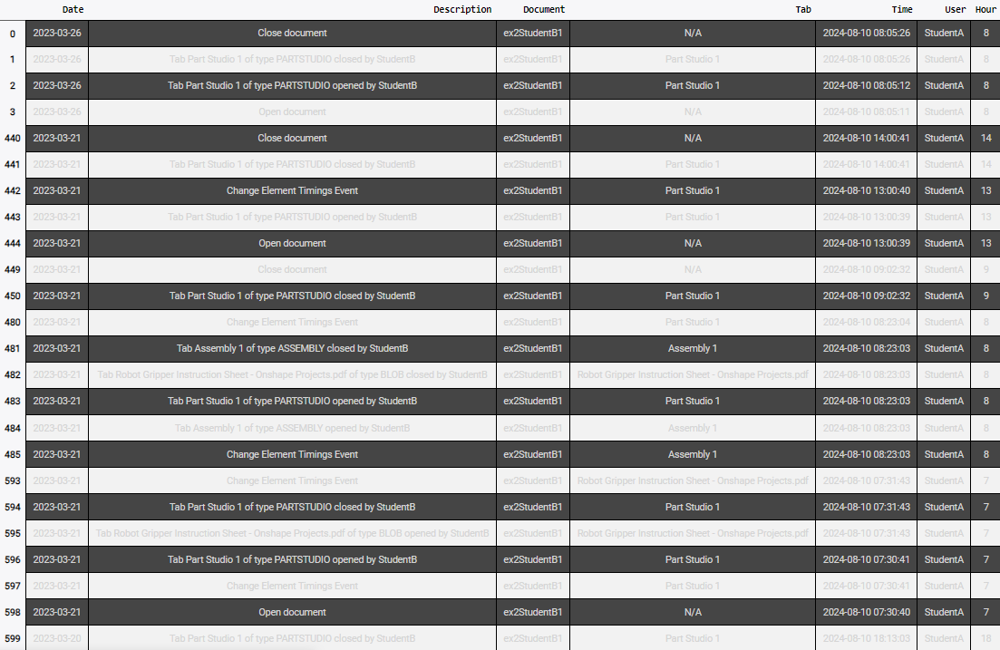 Date Description Document Tab Time User Hour
0 2023-03-26 Close document ex2StudentB1 N/A 2024-08-10 08:05:26 StudentA 8
1 2023-03-26 Tab Part Studio 1 of type PARTSTUDIO closed by StudentB ex2StudentB1 Part Studio 1 2024-08-10 08:05:26 StudentA 8
2 2023-03-26 Tab Part Studio 1 of type PARTSTUDIO opened by StudentB ex2StudentB1 Part Studio 1 2024-08-10 08:05:12 StudentA 8
3 2023-03-26 Open document ex2StudentB1 N/A 2024-08-10 08:05:11 StudentA 8
440 2023-03-21 Close document ex2StudentB1 N/A 2024-08-10 14:00:41 StudentA 14
441 2023-03-21 Tab Part Studio 1 of type PARTSTUDIO closed by StudentB ex2StudentB1 Part Studio 1 2024-08-10 14:00:41 StudentA 14
442 2023-03-21 Change Element Timings Event ex2StudentB1 Part Studio 1 2024-08-10 13:00:40 StudentA 13
443 2023-03-21 Tab Part Studio 1 of type PARTSTUDIO opened by StudentB ex2StudentB1 Part Studio 1 2024-08-10 13:00:39 StudentA 13
444 2023-03-21 Open document ex2StudentB1 N/A 2024-08-10 13:00:39 StudentA 13
449 2023-03-21 Close document ex2StudentB1 N/A 2024-08-10 09:02:32 StudentA 9
450 2023-03-21 Tab Part Studio 1 of type PARTSTUDIO closed by StudentB ex2StudentB1 Part Studio 1 2024-08-10 09:02:32 StudentA 9
480 2023-03-21 Change Element Timings Event ex2StudentB1 Part Studio 1 2024-08-10 08:23:04 StudentA 8
481 2023-03-21 Tab Assembly 1 of type ASSEMBLY closed by StudentB ex2StudentB1 Assembly 1 2024-08-10 08:23:03 StudentA 8
482 2023-03-21 Tab Robot Gripper Instruction Sheet - Onshape Projects.pdf of type BLOB closed by StudentB ex2StudentB1 Robot Gripper Instruction Sheet - Onshape Projects.pdf 2024-08-10 08:23:03 StudentA 8
483 2023-03-21 Tab Part Studio 1 of type PARTSTUDIO opened by StudentB ex2StudentB1 Part Studio 1 2024-08-10 08:23:03 StudentA 8
484 2023-03-21 Tab Assembly 1 of type ASSEMBLY opened by StudentB ex2StudentB1 Assembly 1 2024-08-10 08:23:03 StudentA 8
485 2023-03-21 Change Element Timings Event ex2StudentB1 Assembly 1 2024-08-10 08:23:03 StudentA 8
593 2023-03-21 Change Element Timings Event ex2StudentB1 Robot Gripper Instruction Sheet - Onshape Projects.pdf 2024-08-10 07:31:43 StudentA 7
594 2023-03-21 Tab Part Studio 1 of type PARTSTUDIO closed by StudentB ex2StudentB1 Part Studio 1 2024-08-10 07:31:43 StudentA 7
595 2023-03-21 Tab Robot Gripper Instruction Sheet - Onshape Projects.pdf of type BLOB opened by StudentB ex2StudentB1 Robot Gripper Instruction Sheet - Onshape Projects.pdf 2024-08-10 07:31:43 StudentA 7
596 2023-03-21 Tab Part Studio 1 of type PARTSTUDIO opened by StudentB ex2StudentB1 Part Studio 1 2024-08-10 07:30:41 StudentA 7
597 2023-03-21 Change Element Timings Event ex2StudentB1 Part Studio 1 2024-08-10 07:30:41 StudentA 7
598 2023-03-21 Open document ex2StudentB1 N/A 2024-08-10 07:30:40 StudentA 7
599 2023-03-20 Tab Part Studio 1 of type PARTSTUDIO closed by StudentB ex2StudentB1 Part Studio 1 2024-08-10 18:13:03 StudentA 18